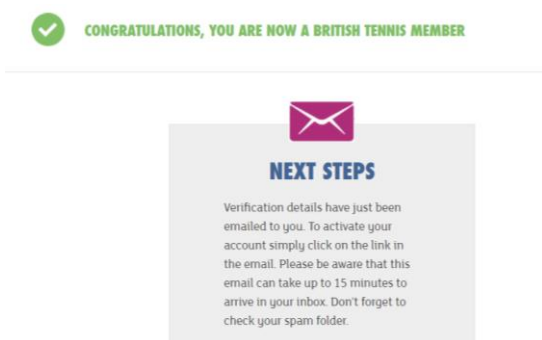 CONGRATULATIONS, YOU ARE NOW A BRITISH TENNIS MEMBER
NEXT STEPS
Verification details have just been
emailed to you. To activate your
account simply click on the link in
the email. Please be aware that this
email can take up to 15 minutes to
arrive in your inbox. Don't forget to
check your spam folder.